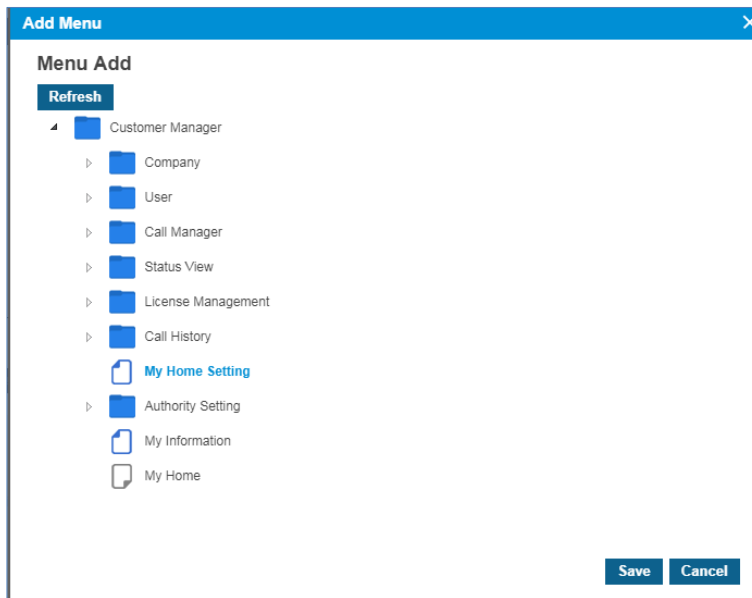 Add Menu
Menu Add
Refresh
Customer Manager
Company
User
Call Manager
Status View
License Management
Call History
My Home Setting
Authority Setting
My Information
My Home
Save Cancel